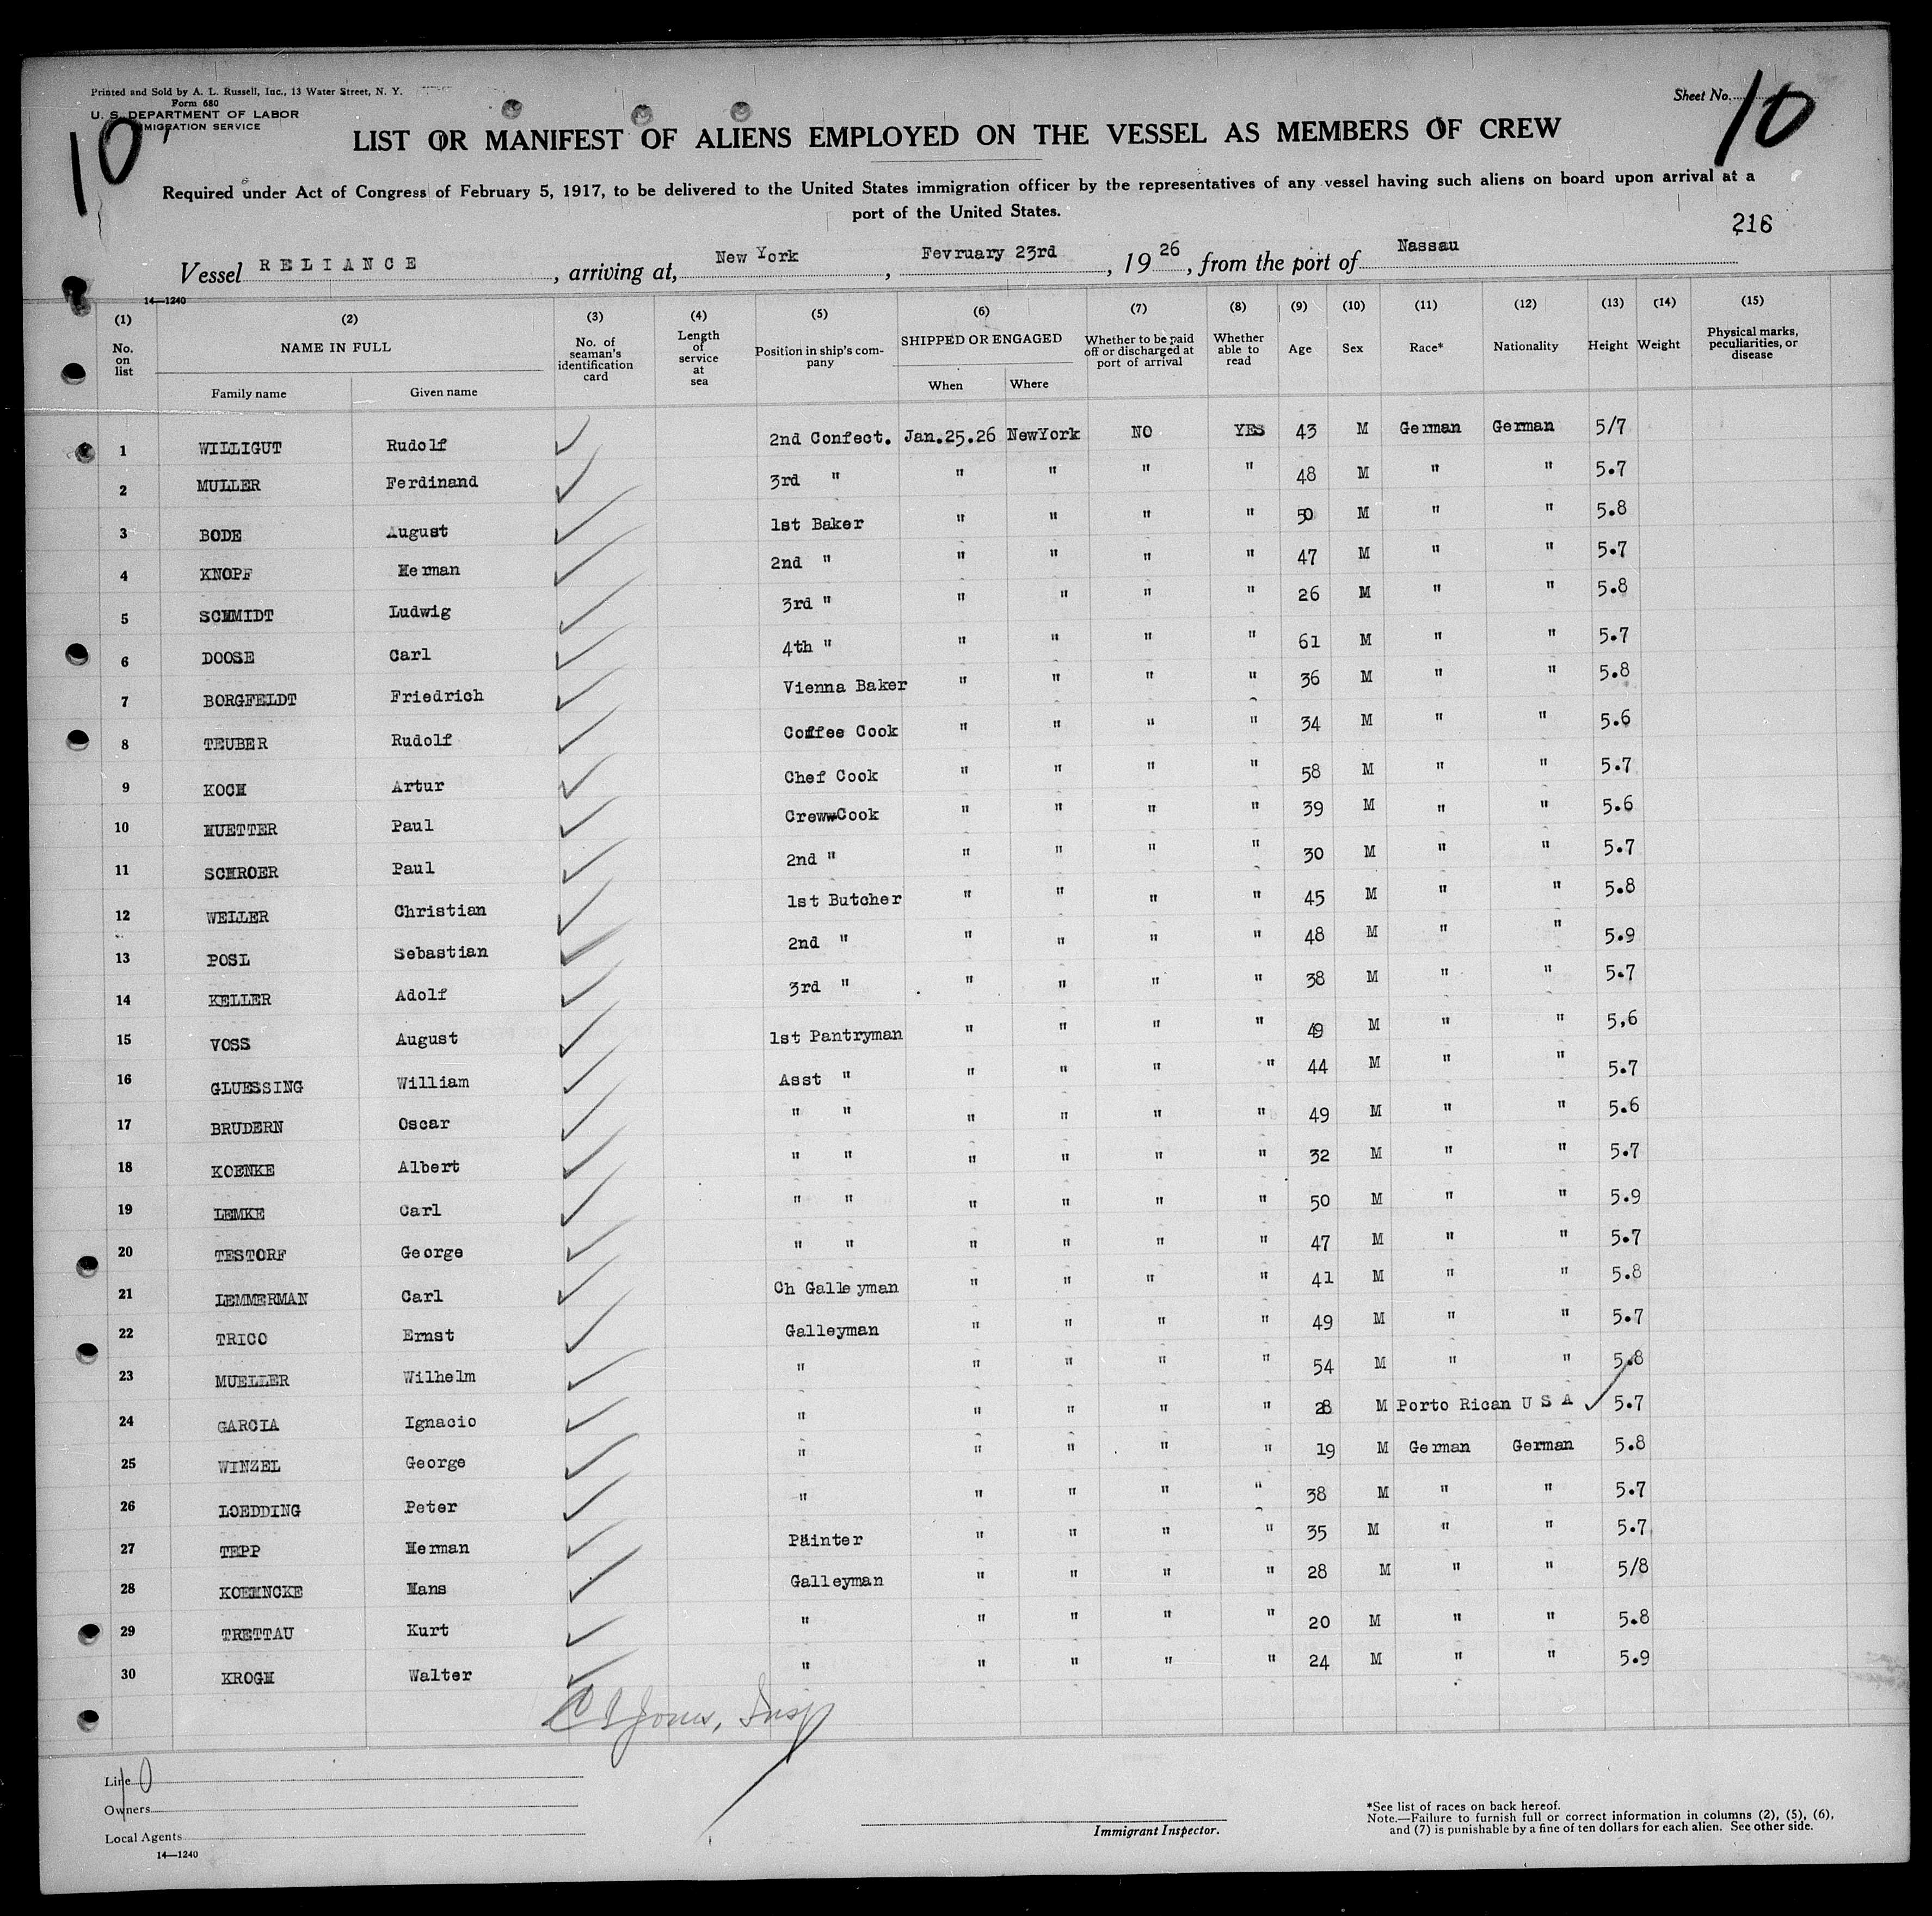 Printed and Sold by A. L. Russell, Inc., 13 Water Street, N. Y.
Form 680
U. S. DEPARTMENT OF LABOR
IMMIGRATION SERVICE
10
Sheet No. 10
LIST OR MANIFEST OF ALIENS EMPLOYED ON THE VESSEL AS MEMBERS OF CREW
Required under Act of Congress of February 5, 1917, to be delivered to the United States immigration officer by the representatives of any vessel having such aliens on board upon arrival at a
port of the United States.
216
Vessel RELIANCE, arriving at, New York, Fevruary 23rd, 1926, from the port of Nassau
14—1240
(1) No. on list (2) NAME IN FULL Family name Given name (3) No. of seaman's identification card (4) Length of service at sea (5) Position in ship's company (6) SHIPPED OR ENGAGED When Where (7) Whether to be paid off or discharged at port of arrival (8) Whether able to read (9) Age (10) Sex (11) Race* (12) Nationality (13) Height (14) Weight (15) Physical marks, peculiarities, or disease
1 WILLIGUT Rudolf ✓ 2nd Confect. Jan.25.26 NewYork NO YES 43 M German German 5/7
2 MULLER Ferdinand ✓ 3rd " " " " " 48 M " " 5.7
3 BODE August ✓ 1st Baker " " " " 50 M " " 5.8
4 KNOPF Herman ✓ 2nd " " " " " 47 M " " 5.7
5 SCHMIDT Ludwig ✓ 3rd " " " " " 26 M " " 5.8
6 DOOSE Carl ✓ 4th " " " " " 61 M " " 5.7
7 BORGFELDT Friedrich ✓ Vienna Baker " " " " 36 M " " 5.8
8 TEUBER Rudolf ✓ Coffee Cook " " " " 34 M " " 5.6
9 KOCH Artur ✓ Chef Cook " " " " 58 M " " 5.7
10 HUETTER Paul ✓ CrewwCook " " " " 39 M " " 5.6
11 SCHROER Paul ✓ 2nd " " " " " 30 M " " 5.7
12 WELLER Christian ✓ 1st Butcher " " " " 45 M " " 5.8
13 POSL Sebastian ✓ 2nd " " " " " 48 M " " 5.9
14 KELLER Adolf ✓ 3rd " " " " " 38 M " " 5.7
15 VOSS August ✓ 1st Pantryman " " " " 49 M " " 5,6
16 GLUESSING William ✓ Asst " " " " " 44 M " " 5.7
17 BRUDERN Oscar ✓ " " " " " " 49 M " " 5.6
18 KOENKE Albert ✓ " " " " " " 32 M " " 5.7
19 LEMKE Carl ✓ " " " " " " 50 M " " 5.9
20 TESTORF George ✓ " " " " " " 47 M " " 5.7
21 LEMMERMAN Carl ✓ Ch Galleyman " " " " 41 M " " 5.8
22 TRICO Ernst ✓ Galleyman " " " " 49 M " " 5.7
23 MUELLER Wilhelm ✓ " " " " " 54 M " " 5.8
24 GARCIA Ignacio ✓ " " " " " 28 M Porto Rican U S A ✓ 5.7
25 WINZEL George ✓ " " " " " 19 M German German 5.8
26 LOEDDING Peter ✓ " " " " " 38 M " " 5.7
27 TEPP Herman ✓ Painter " " " " 35 M " " 5.7
28 KOEHNCKE Hans ✓ Galleyman " " " " 28 M " " 5/8
29 TRETTAU Kurt ✓ " " " " " 20 M " " 5.8
30 KROGH Walter ✓ " " " " " 24 M " " 5.9
Jones, Insp
Line
10
Owners
Local Agents
14—1240
Immigrant Inspector.
*See list of races on back hereof.
Note.—Failure to furnish full or correct information in columns (2), (5), (6),
and (7) is punishable by a fine of ten dollars for each alien. See other side.